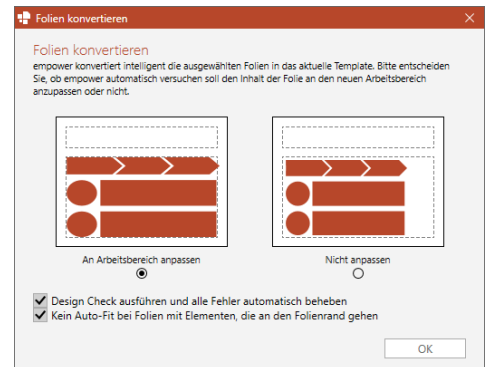 Folien konvertieren
Folien konvertieren
empower konvertiert intelligent die ausgewählten Folien in das aktuelle Template. Bitte entscheiden
Sie, ob empower automatisch versuchen soll den Inhalt der Folie an den neuen Arbeitsbereich
anzupassen oder nicht.
An Arbeitsbereich anpassen
Nicht anpassen
Design Check ausführen und alle Fehler automatisch beheben
Kein Auto-Fit bei Folien mit Elementen, die an den Folienrand gehen
OK